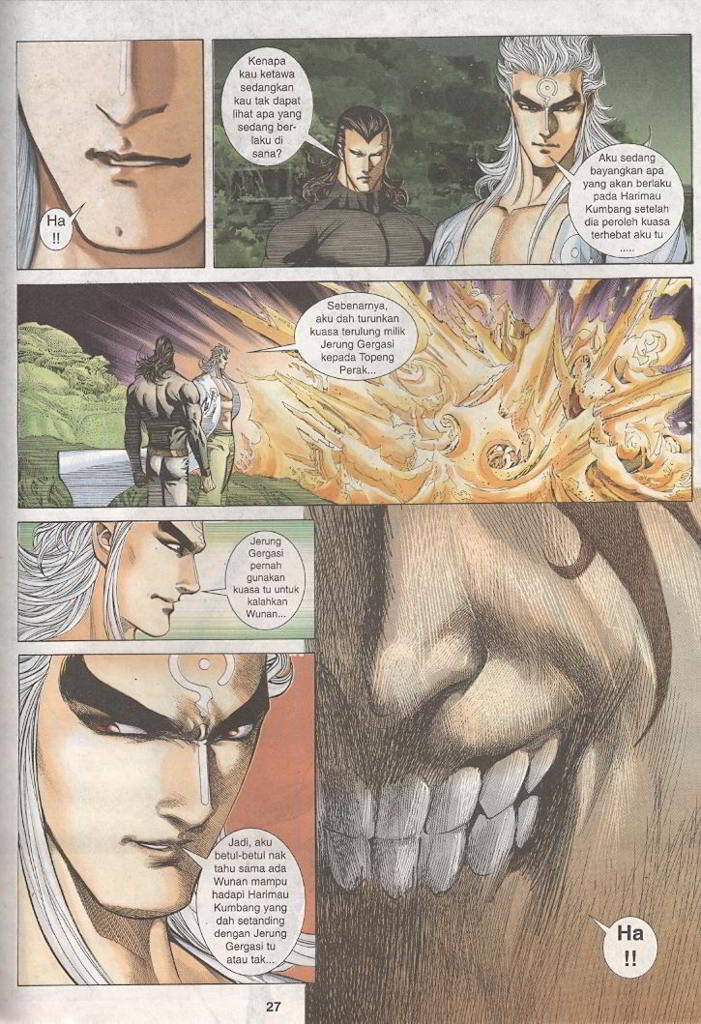 Ha
!!
Kenapa
kau ketawa
sedangkan
kau tak dapat
lihat apa yang
sedang ber-
laku di
sana?
Aku sedang
bayangkan apa
yang akan berlaku
pada Harimau
Kumbang setelah
dia peroleh kuasa
terhebat aku tu
.....
Sebenarnya,
aku dah turunkan
kuasa terulung milik
Jerung Gergasi
kepada Topeng
Perak...
Jerung
Gergasi
pernah
gunakan
kuasa tu untuk
kalahkan
Wunan...
Jadi, aku
betul-betul nak
tahu sama ada
Wunan mampu
hadapi Harimau
Kumbang yang
dah setanding
dengan Jerung
Gergasi tu
atau tak...
Ha
!!
27